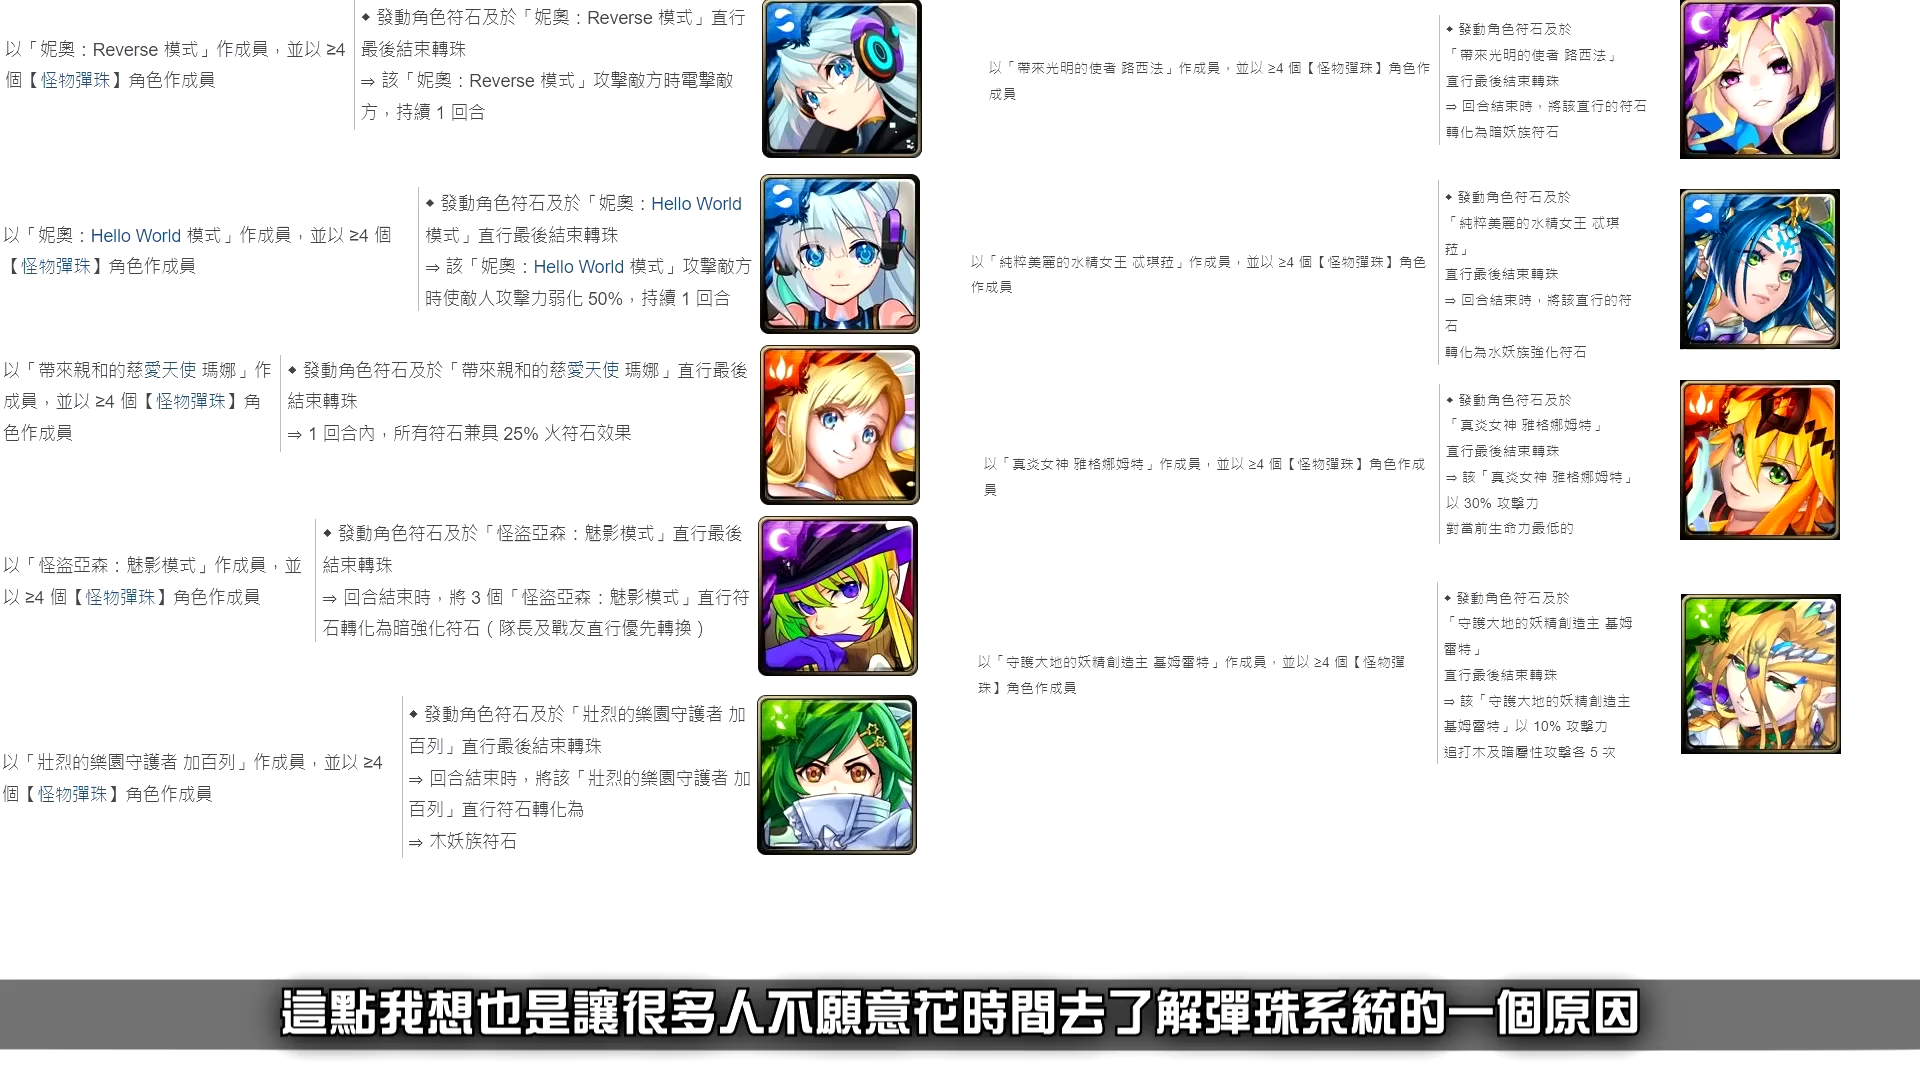 以「妮奧：Reverse 模式」作成員，並以 ≥4
個【怪物彈珠】角色作成員
◆ 發動角色符石及於「妮奧：Reverse 模式」直行
最後結束轉珠
⇒ 該「妮奧：Reverse 模式」攻擊敵方時電擊敵
方，持續 1 回合
以「妮奧：Hello World 模式」作成員，並以 ≥4 個
【怪物彈珠】角色作成員
◆ 發動角色符石及於「妮奧：Hello World
模式」直行最後結束轉珠
⇒ 該「妮奧：Hello World 模式」攻擊敵方
時使敵人攻擊力弱化 50%，持續 1 回合
以「帶來親和的慈愛天使 瑪娜」作
成員，並以 ≥4 個【怪物彈珠】角
色作成員
◆ 發動角色符石及於「帶來親和的慈愛天使 瑪娜」直行最後
結束轉珠
⇒ 1 回合內，所有符石兼具 25% 火符石效果
以「怪盜亞森：魅影模式」作成員，並
以 ≥4 個【怪物彈珠】角色作成員
◆ 發動角色符石及於「怪盜亞森：魅影模式」直行最後
結束轉珠
⇒ 回合結束時，將 3 個「怪盜亞森：魅影模式」直行符
石轉化為暗強化符石 ( 隊長及戰友直行優先轉換 )
以「壯烈的樂園守護者 加百列」作成員，並以 ≥4
個【怪物彈珠】角色作成員
◆ 發動角色符石及於「壯烈的樂園守護者 加
百列」直行最後結束轉珠
⇒ 回合結束時，將該「壯烈的樂園守護者 加
百列」直行符石轉化為
⇒ 木妖族符石
以「帶來光明的使者 路西法」作成員，並以 ≥4 個【怪物彈珠】角色作
成員
◆ 發動角色符石及於
「帶來光明的使者 路西法」
直行最後結束轉珠
⇒ 回合結束時，將該直行的符石
轉化為暗妖族符石
以「純粹美麗的水精女王 忒琪菈」作成員，並以 ≥4 個【怪物彈珠】角色
作成員
◆ 發動角色符石及於
「純粹美麗的水精女王 忒琪
菈」
直行最後結束轉珠
⇒ 回合結束時，將該直行的符
石
轉化為水妖族強化符石
以「真炎女神 雅格娜姆特」作成員，並以 ≥4 個【怪物彈珠】角色作成
員
◆ 發動角色符石及於
「真炎女神 雅格娜姆特」
直行最後結束轉珠
⇒ 該「真炎女神 雅格娜姆特」
以 30% 攻擊力
對當前生命力最低的
以「守護大地的妖精創造主 基姆雷特」作成員，並以 ≥4 個【怪物彈
珠】角色作成員
◆ 發動角色符石及於
「守護大地的妖精創造主 基姆
雷特」
直行最後結束轉珠
⇒ 該「守護大地的妖精創造主
基姆雷特」以 10% 攻擊力
追打木及暗屬性攻擊各 5 次
這點我想也是讓很多人不願意花時間去了解彈珠系統的一個原因